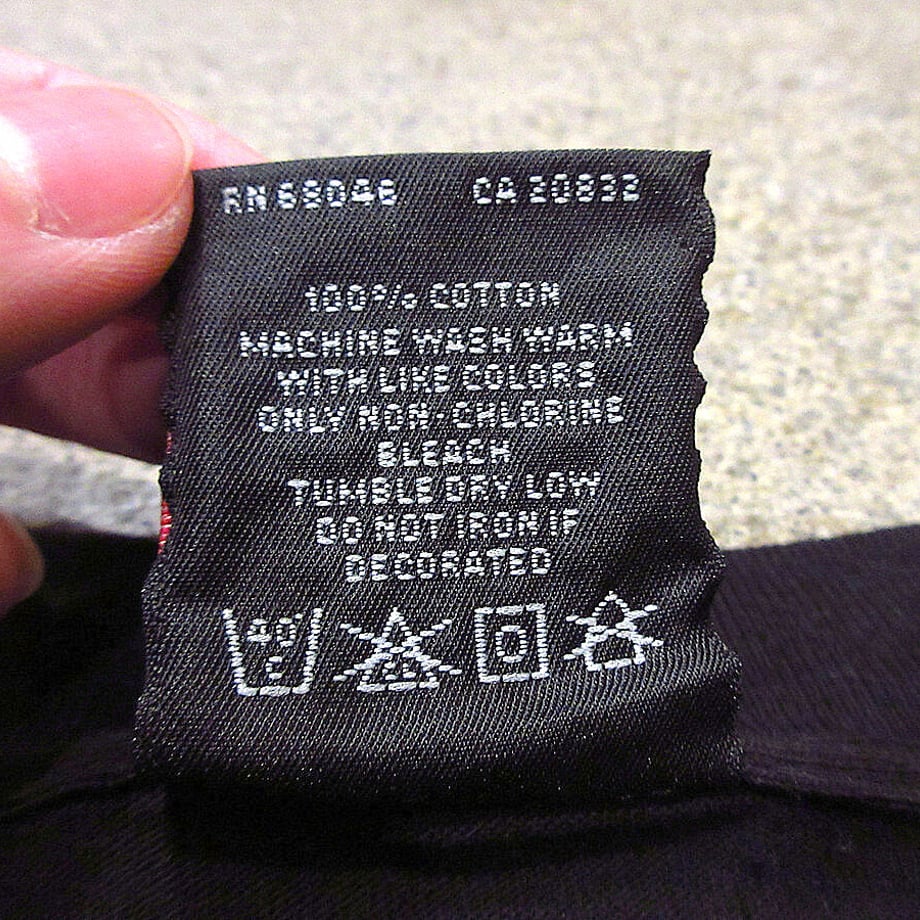 RN 68046 CA 20832
100% COTTON
MACHINE WASH WARM
WITH LIKE COLORS
ONLY NON-CHLORINE
BLEACH
TUMBLE DRY LOW
DO NOT IRON IF
DECORATED
40°
C